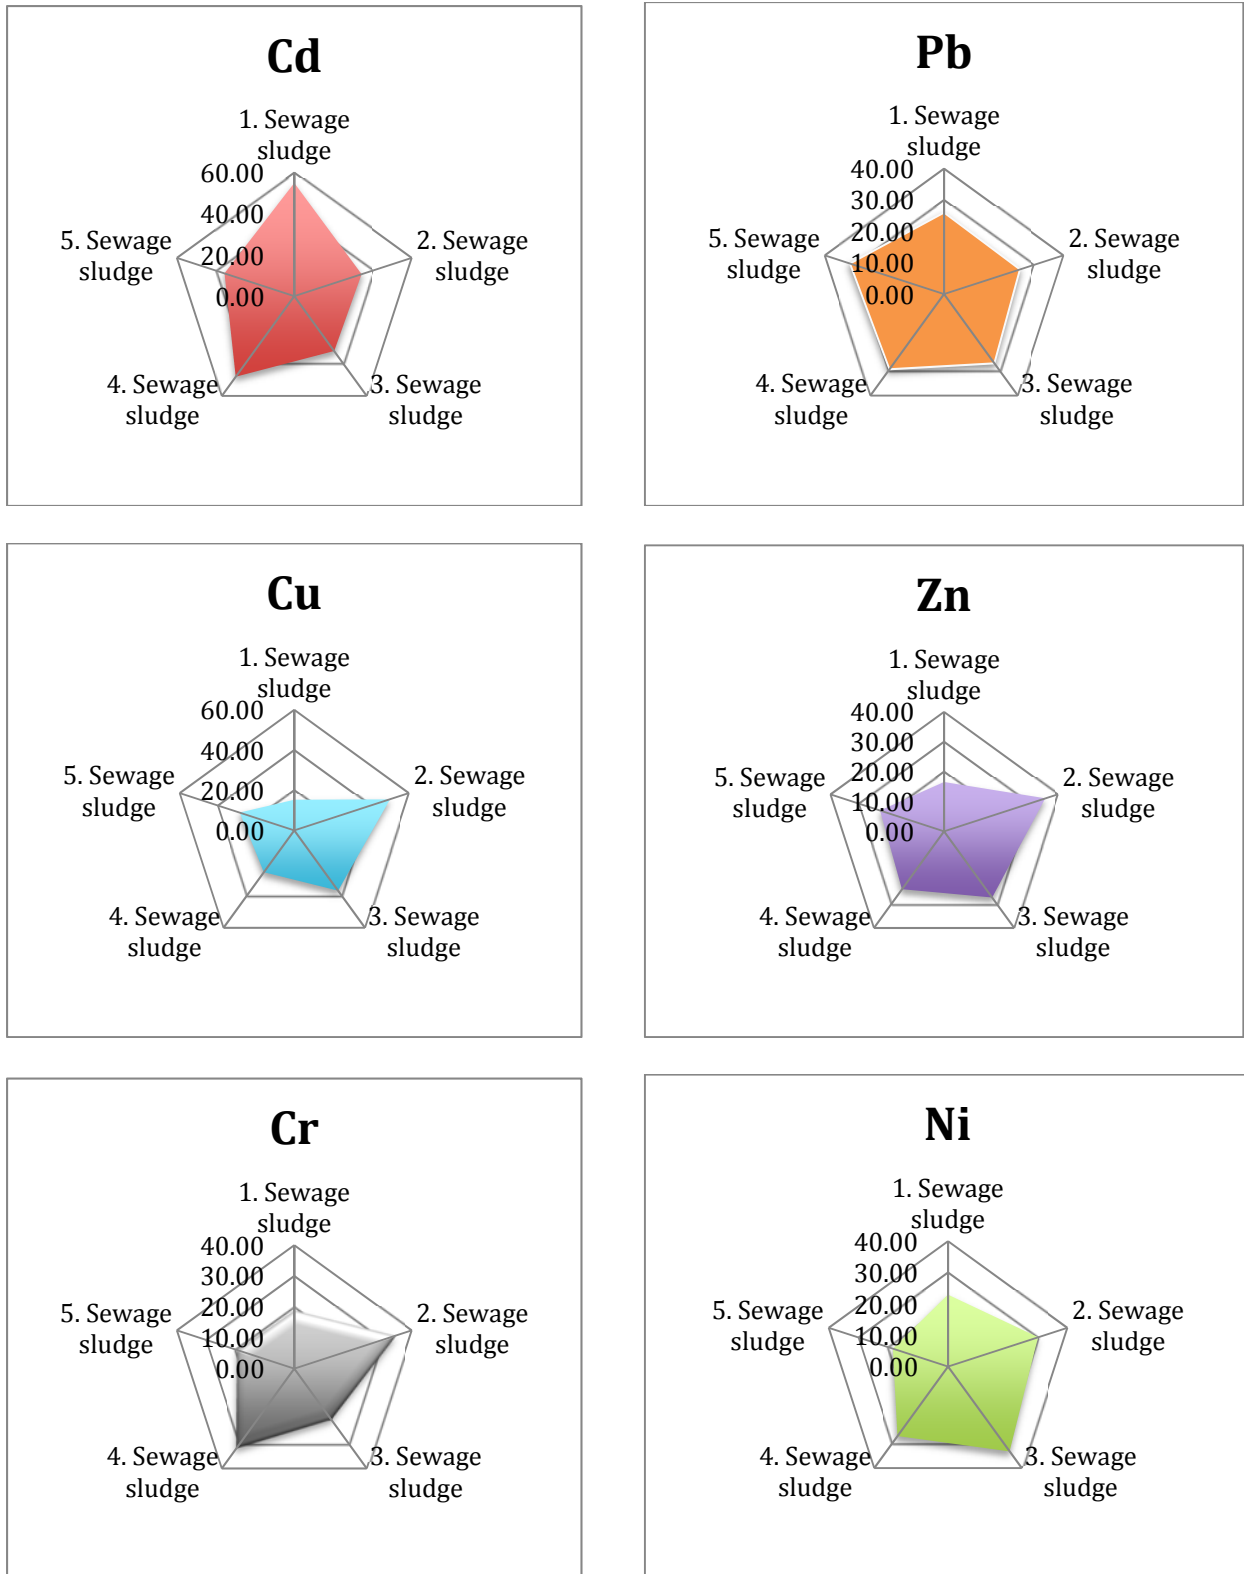 Cd
1. Sewage
sludge
60.00
40.00
20.00
0.00
2. Sewage
sludge
3. Sewage
sludge
4. Sewage
sludge
5. Sewage
sludge
Pb
1. Sewage
sludge
40.00
30.00
20.00
10.00
0.00
2. Sewage
sludge
3. Sewage
sludge
4. Sewage
sludge
5. Sewage
sludge
Cu
1. Sewage
sludge
60.00
40.00
20.00
0.00
2. Sewage
sludge
3. Sewage
sludge
4. Sewage
sludge
5. Sewage
sludge
Zn
1. Sewage
sludge
40.00
30.00
20.00
10.00
0.00
2. Sewage
sludge
3. Sewage
sludge
4. Sewage
sludge
5. Sewage
sludge
Cr
1. Sewage
sludge
40.00
30.00
20.00
10.00
0.00
2. Sewage
sludge
3. Sewage
sludge
4. Sewage
sludge
5. Sewage
sludge
Ni
1. Sewage
sludge
40.00
30.00
20.00
10.00
0.00
2. Sewage
sludge
3. Sewage
sludge
4. Sewage
sludge
5. Sewage
sludge